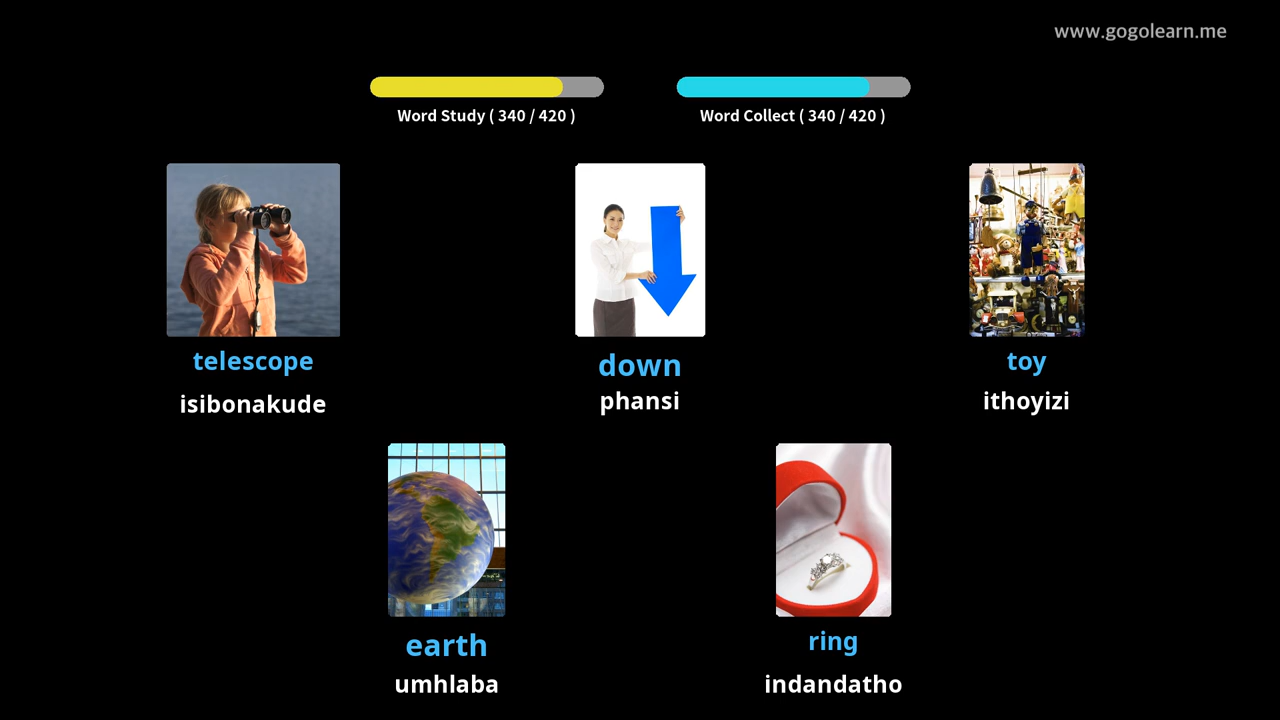 www.gogolearn.me
Word Study ( 340 / 420 )
Word Collect ( 340 / 420 )
telescope
isibonakude
down
phansi
toy
ithoyizi
earth
umhlaba
ring
indandatho